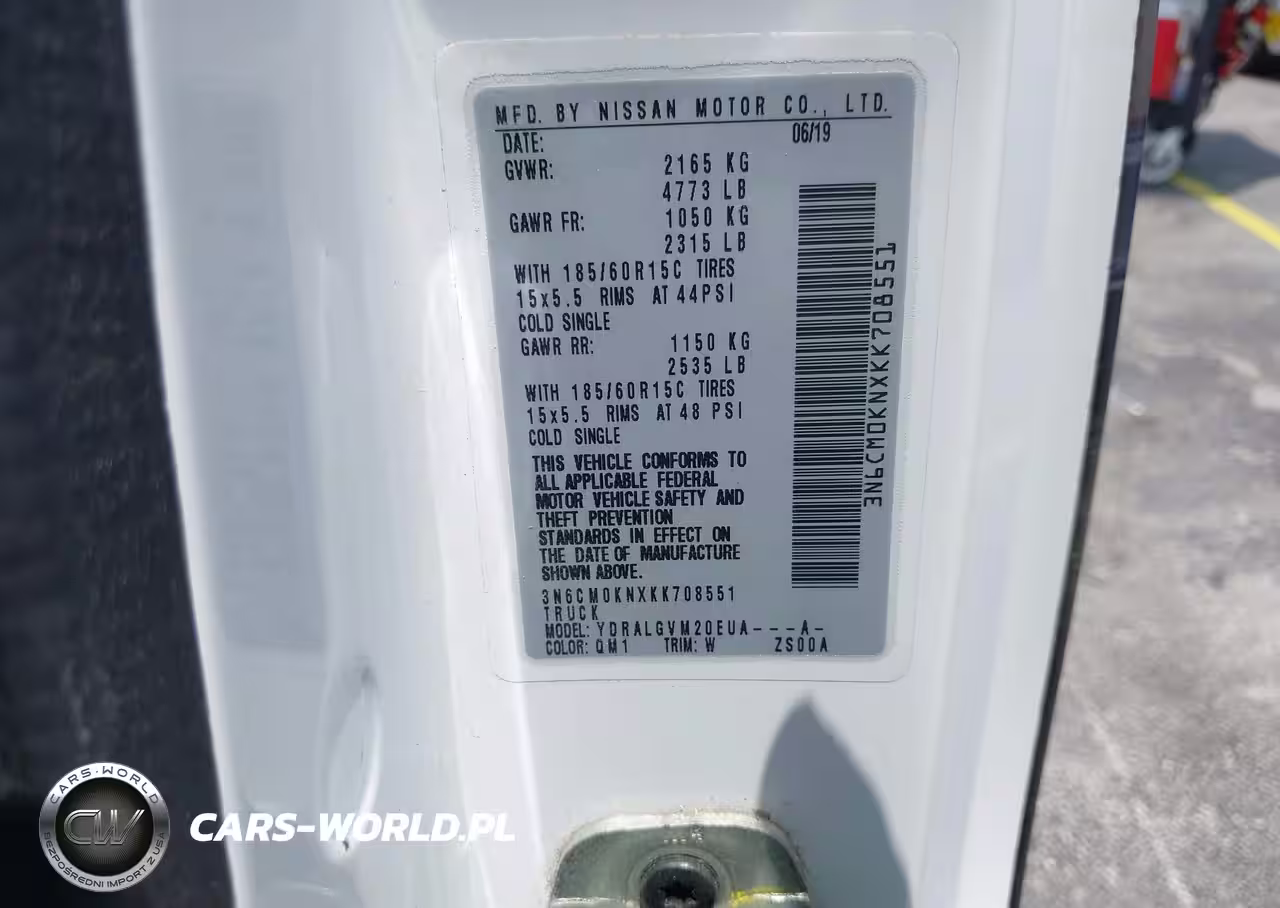 MFD. BY NISSAN MOTOR CO., LTD.
DATE: 06/19
GVWR: 2165 KG
4773 LB
GAWR FR: 1050 KG
2315 LB
WITH 185/60R15C TIRES
15x5.5 RIMS AT 44PSI
COLD SINGLE
GAWR RR: 1150 KG
2535 LB
WITH 185/60R15C TIRES
15x5.5 RIMS AT 48 PSI
COLD SINGLE
THIS VEHICLE CONFORMS TO
ALL APPLICABLE FEDERAL
MOTOR VEHICLE SAFETY AND
THEFT PREVENTION
STANDARDS IN EFFECT ON
THE DATE OF MANUFACTURE
SHOWN ABOVE.
3N6CM0KNXKK708551
TRUCK
MODEL: YDRALGVM20EUA---A-
COLOR: QM1 TRIM: W ZS00A
3N6CM0KNXKK708551
CARS-WORLD
CW
BEZPOŚREDNI IMPORT Z USA
CARS-WORLD.PL